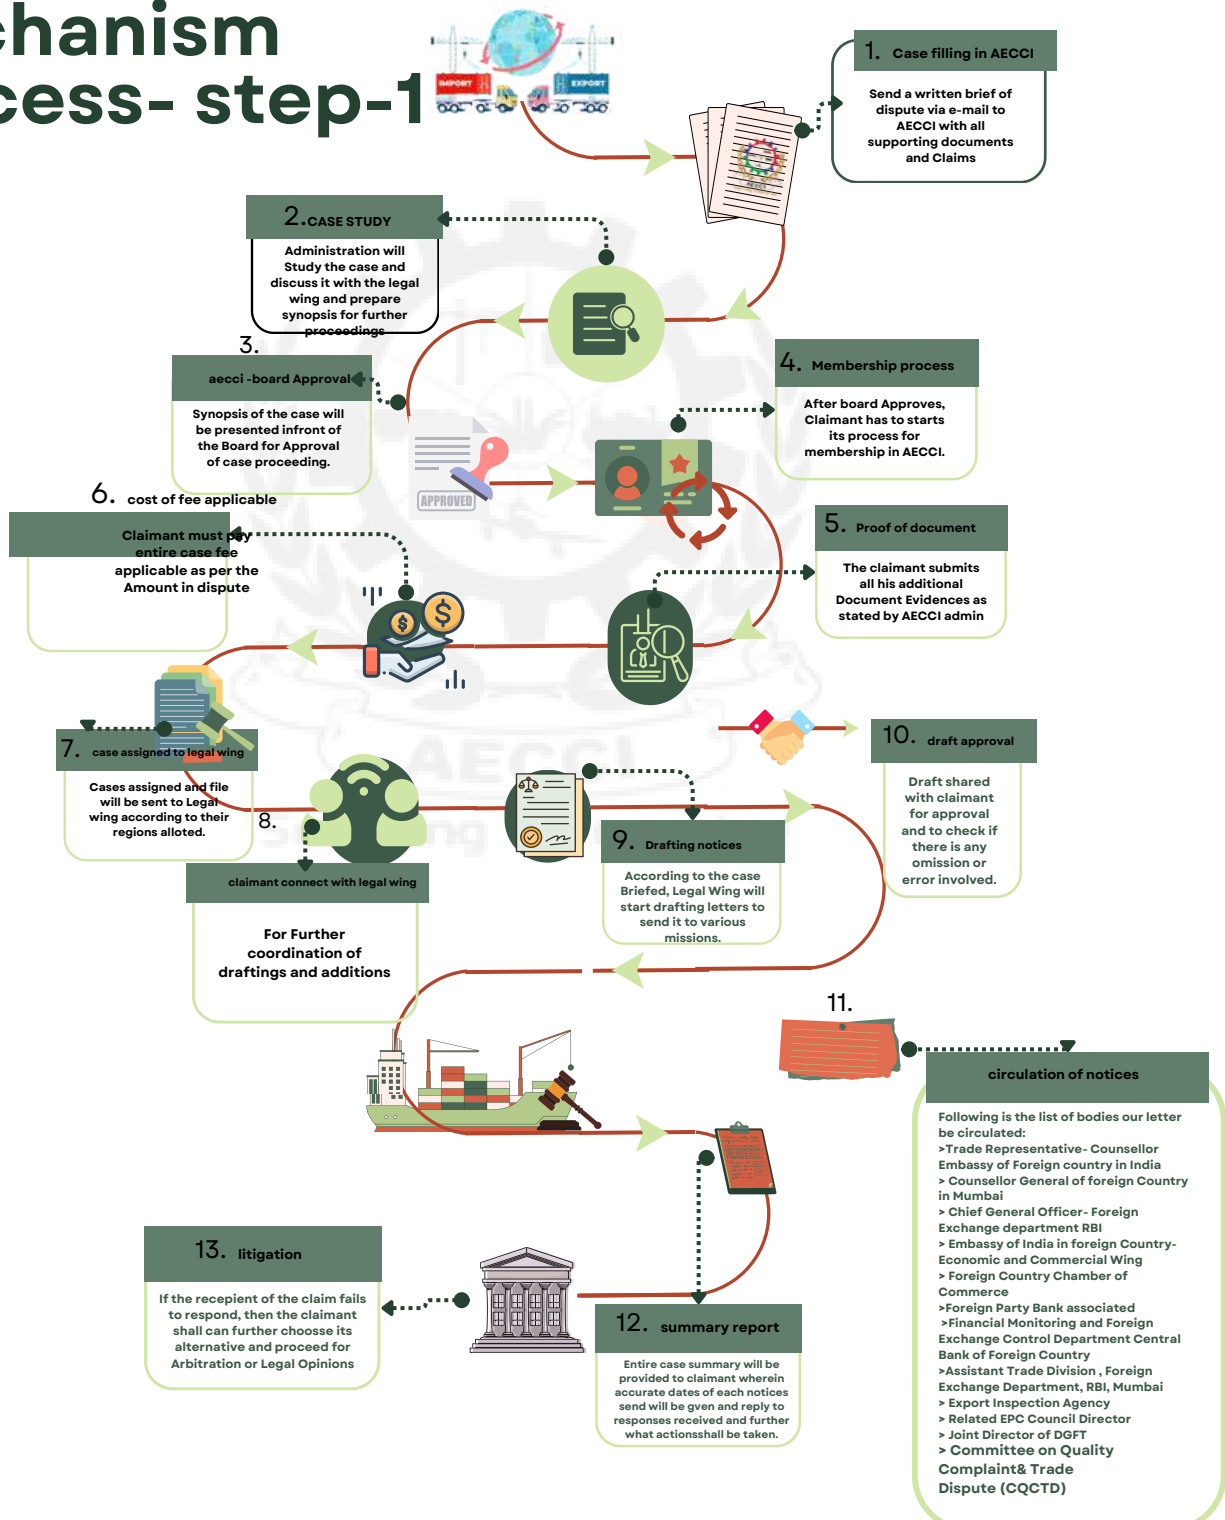 chanism
cess- step-1
IMPORT
EXPORT
1. Case filling in AECCI
Send a written brief of
dispute via e-mail to
AECCI with all
supporting documents
and Claims
AECCI
2.CASE STUDY
Administration will
Study the case and
discuss it with the legal
wing and prepare
synopsis for further
proceedings
3.
aecci -board Approval
Synopsis of the case will
be presented infront of
the Board for Approval
of case proceeding.
APPROVED
4. Membership process
After board Approves,
Claimant has to starts
its process for
membership in AECCI.
5. Proof of document
The claimant submits
all his additional
Document Evidences as
stated by AECCI admin
6. cost of fee applicable
Claimant must pay
entire case fee
applicable as per the
Amount in dispute
7. case assigned to legal wing
Cases assigned and file
will be sent to Legal
wing according to their
regions alloted.
8.
claimant connect with legal wing
For Further
coordination of
draftings and additions
9. Drafting notices
According to the case
Briefed, Legal Wing will
start drafting letters to
send it to various
missions.
10. draft approval
Draft shared
with claimant
for approval
and to check if
there is any
omission or
error involved.
AECCI
11.
circulation of notices
Following is the list of bodies our letter
be circulated:
>Trade Representative- Counsellor
Embassy of Foreign country in India
> Counsellor General of foreign Country
in Mumbai
> Chief General Officer- Foreign
Exchange department RBI
> Embassy of India in foreign Country-
Economic and Commercial Wing
> Foreign Country Chamber of
Commerce
>Foreign Party Bank associated
>Financial Monitoring and Foreign
Exchange Control Department Central
Bank of Foreign Country
>Assistant Trade Division , Foreign
Exchange Department, RBI, Mumbai
> Export Inspection Agency
> Related EPC Council Director
> Joint Director of DGFT
> Committee on Quality
Complaint& Trade
Dispute (CQCTD)
12. summary report
Entire case summary will be
provided to claimant wherein
accurate dates of each notices
send will be gven and reply to
responses received and further
what actionsshall be taken.
13. litigation
If the recepient of the claim fails
to respond, then the claimant
shall can further choosse its
alternative and proceed for
Arbitration or Legal Opinions